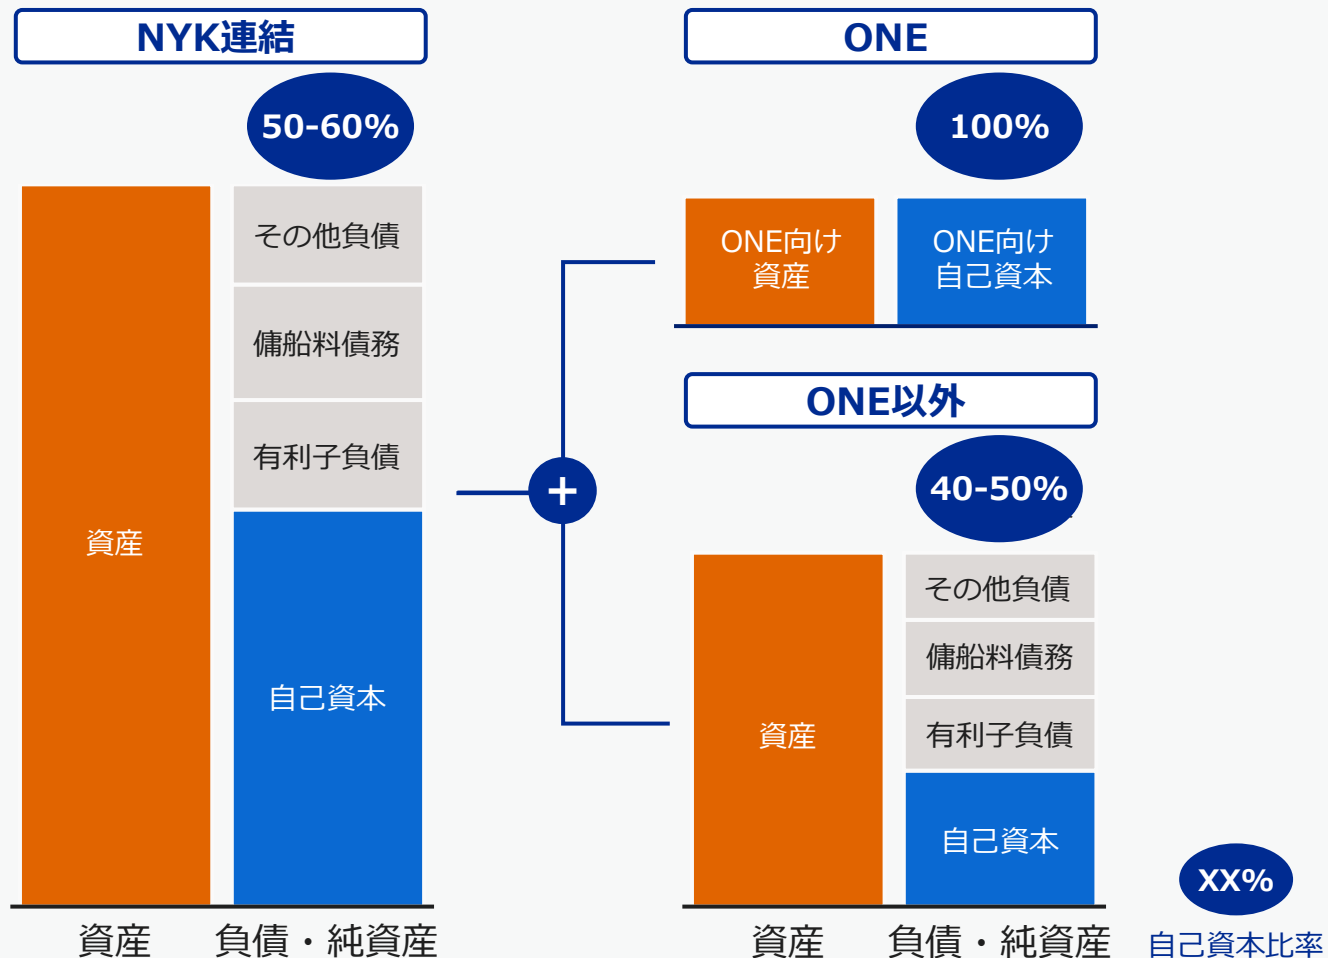 NYK連結
50-60%
その他負債
傭船料債務
有利子負債
資産
自己資本
資産
負債・純資産
+
ONE
100%
ONE向け
資産
ONE向け
自己資本
ONE以外
40-50%
その他負債
傭船料債務
有利子負債
資産
自己資本
資産
負債・純資産
XX%
自己資本比率